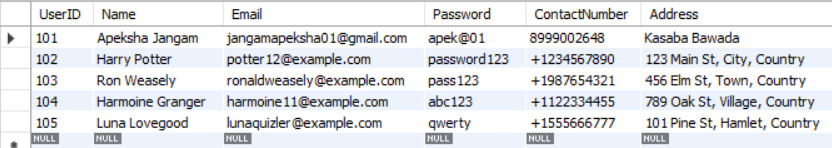 UserID Name Email Password ContactNumber Address
101 Apeksha Jangam jangamapeksha01@gmail.com apek@01 8999002648 Kasaba Bawada
102 Harry Potter potter12@example.com password123 +1234567890 123 Main St, City, Country
103 Ron Weasely ronaldweasely@example.com pass123 +1987654321 456 Elm St, Town, Country
104 Harmoine Granger harmoine11@example.com abc123 +1122334455 789 Oak St, Village, Country
105 Luna Lovegood lunaquizler@example.com qwerty +1555666777 101 Pine St, Hamlet, Country
NULL NULL NULL NULL NULL NULL